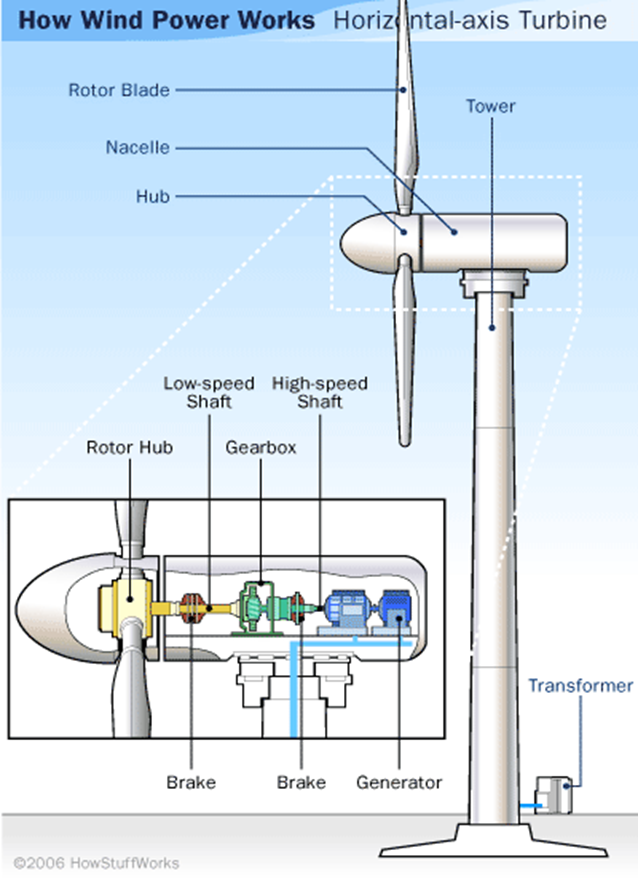 How Wind Power Works Horizontal-axis Turbine
Rotor Blade
Tower
Nacelle
Hub
Low-speed
Shaft
High-speed
Shaft
Rotor Hub
Gearbox
Transformer
Brake
Brake
Generator
©2006 HowStuffWorks